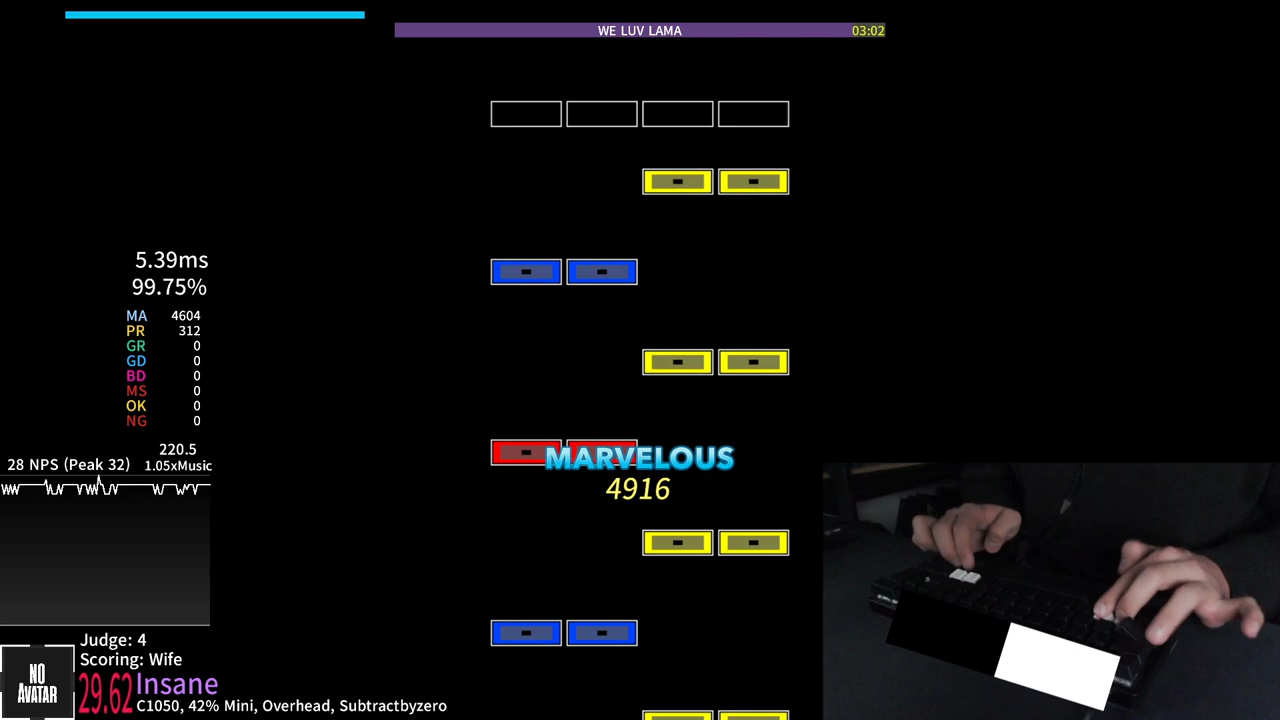 WE LUV LAMA
03:02
5.39ms
99.75%
MA 4604
PR 312
GR 0
GD 0
BD 0
MS 0
OK 0
NG 0
220.5
28 NPS (Peak 32)
1.05xMusic
MARVELOUS
4916
Judge: 4
Scoring: Wife
NO
AVATAR
29.62
Insane
C1050, 42% Mini, Overhead, Subtractbyzero